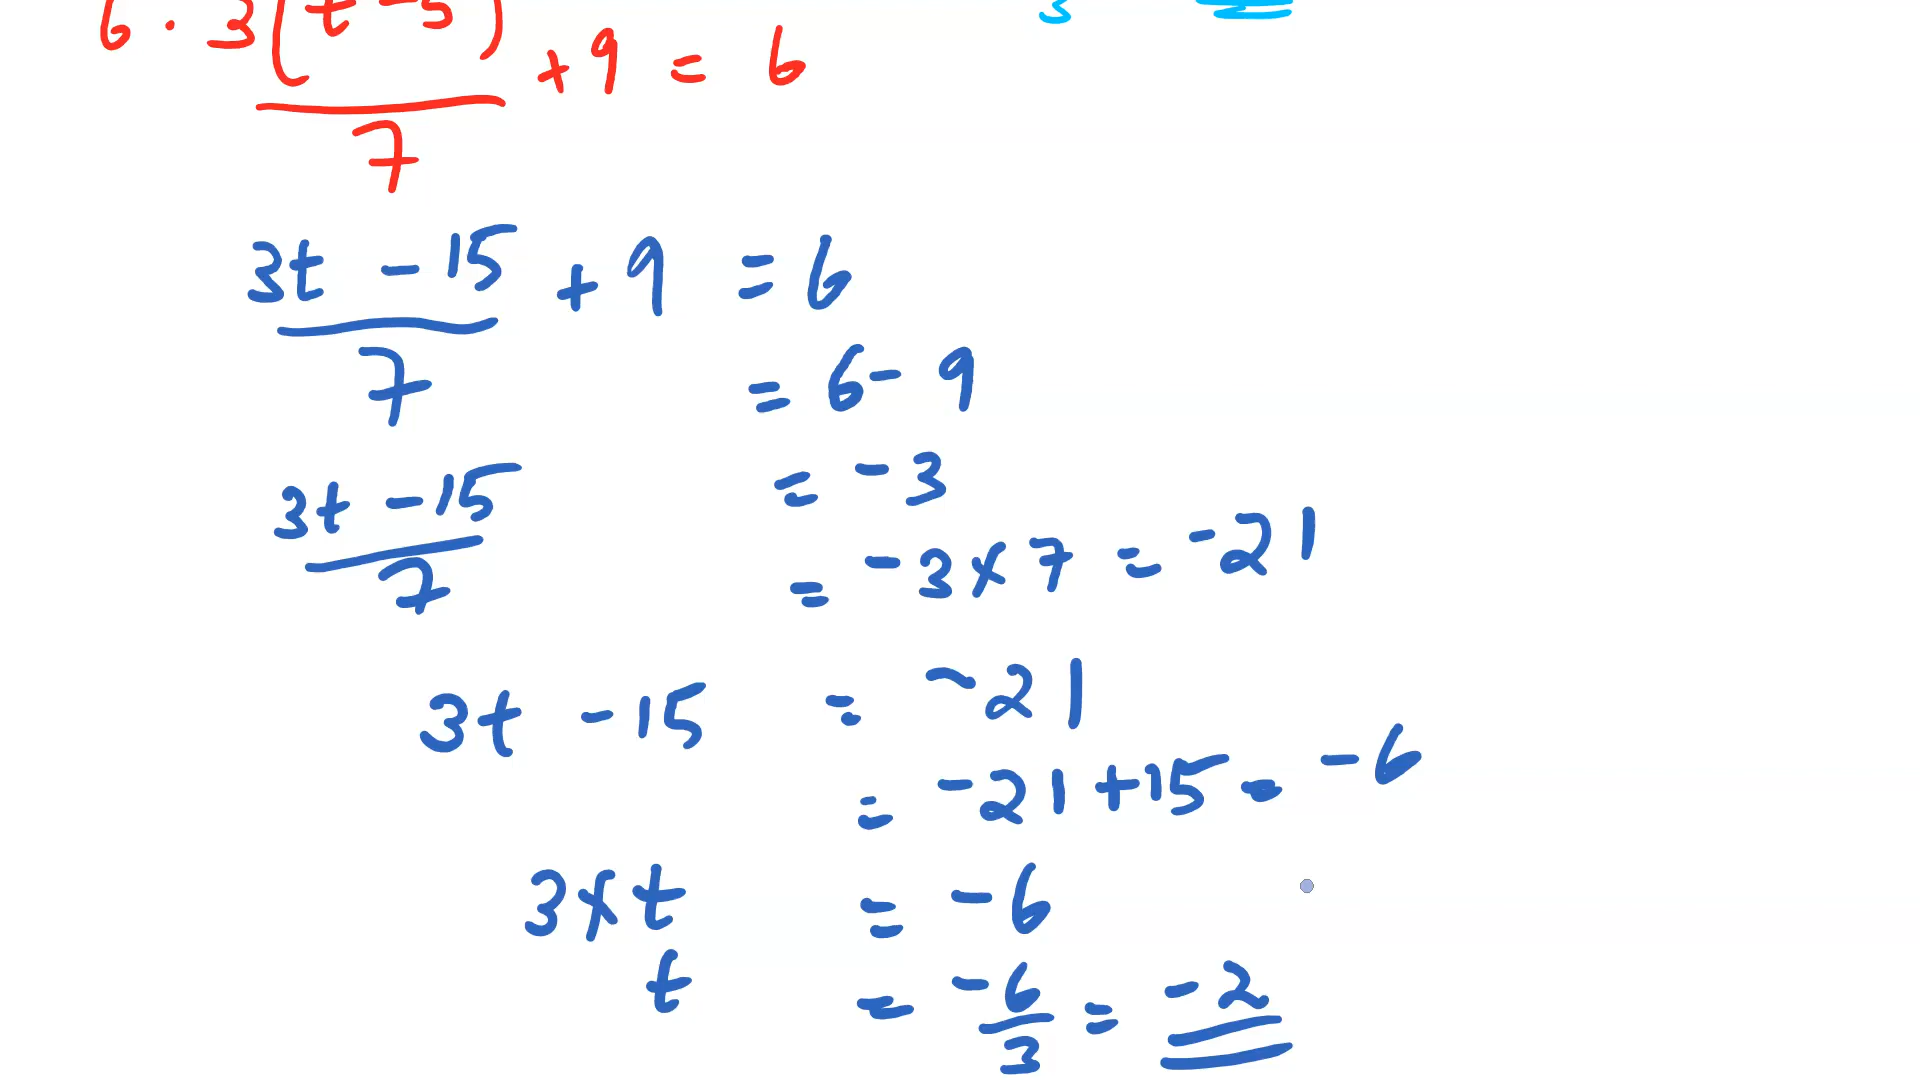 3
6. 3(t-5)
+9 = 6
7
3t - 15 + 9 = 6
7
= 6 - 9
3t - 15 = -3
7
= -3 x 7 = -21
3t - 15 = -21
= -21 + 15 = -6
3 x t = -6
t = -6 = -2
3